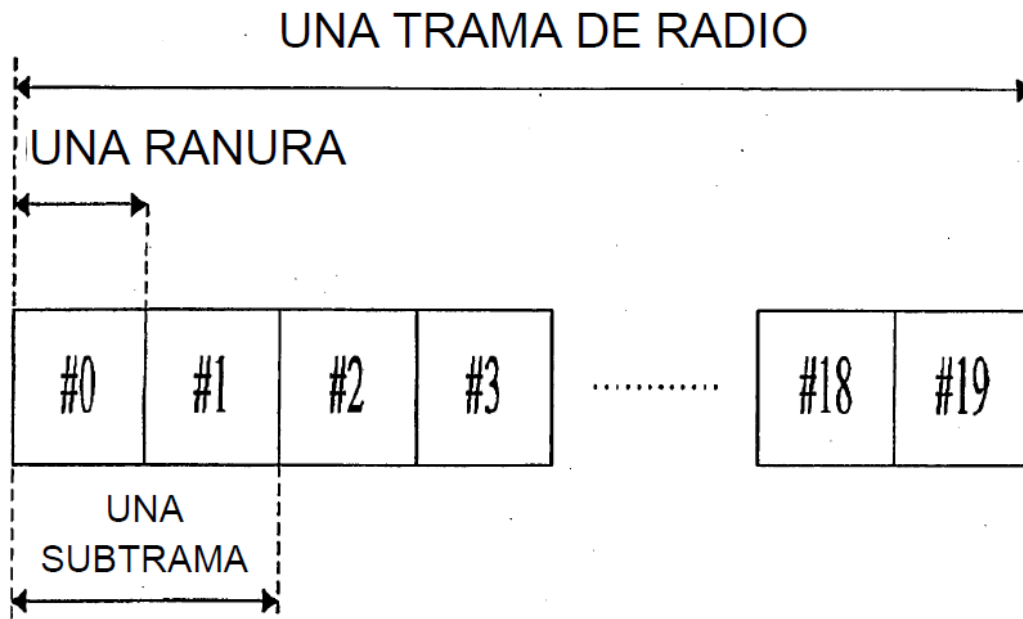 UNA TRAMA DE RADIO
UNA RANURA
#0 #1 #2 #3 ............ #18 #19
UNA
SUBTRAMA